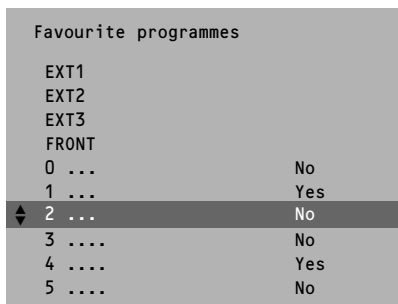 Favourite programmes
EXT1
EXT2
EXT3
FRONT
0 ... No
1 ... Yes
2 ... No
3 .... No
4 .... Yes
5 .... No